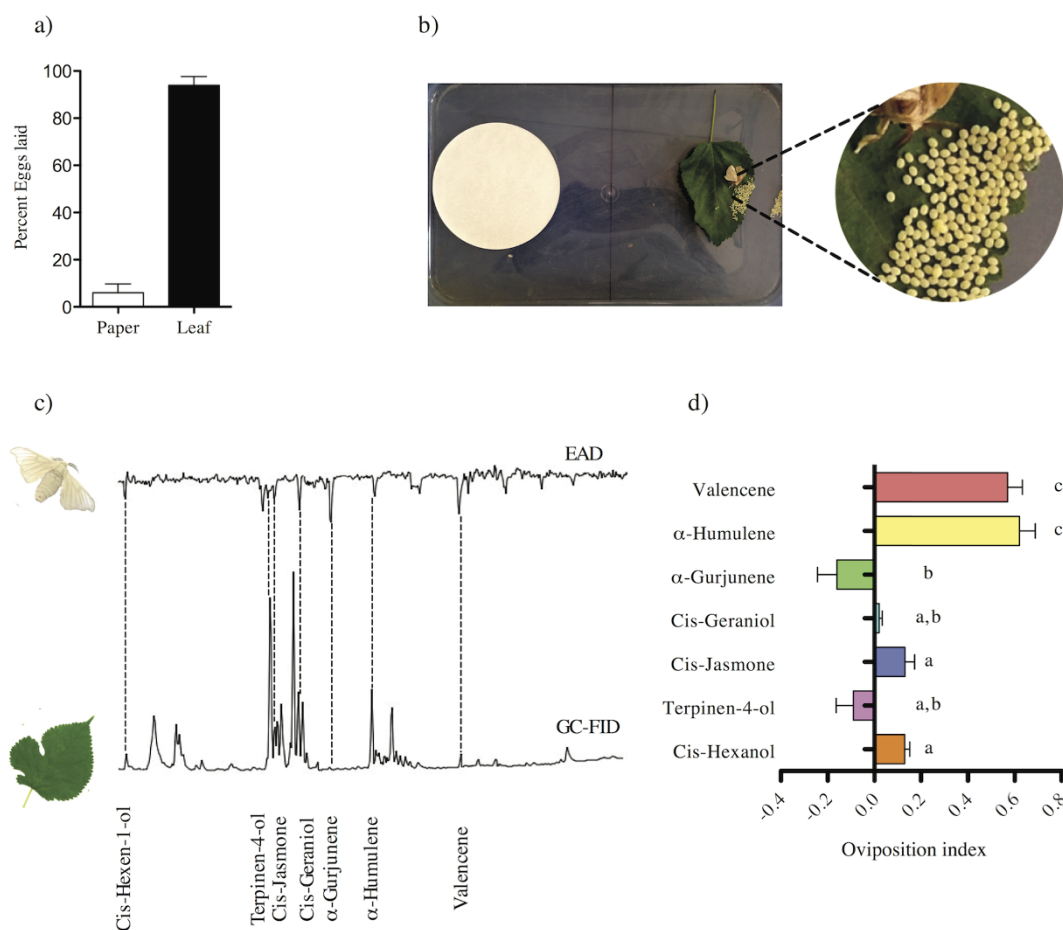 a)
100
80
60
40
20
0
Percent Eggs laid
Paper
Leaf
b)
c)
EAD
GC-FID
Cis-Hexen-1-ol
Terpinen-4-ol
Cis-Jasmone
Cis-Geraniol
α-Gurjunene
α-Humulene
Valencene
d)
Valencene
c
α-Humulene
c
α-Gurjunene
b
Cis-Geraniol
a,b
Cis-Jasmone
a
Terpinen-4-ol
a,b
Cis-Hexanol
a
-0.4
-0.2
0.0
0.2
0.4
0.6
0.8
Oviposition index